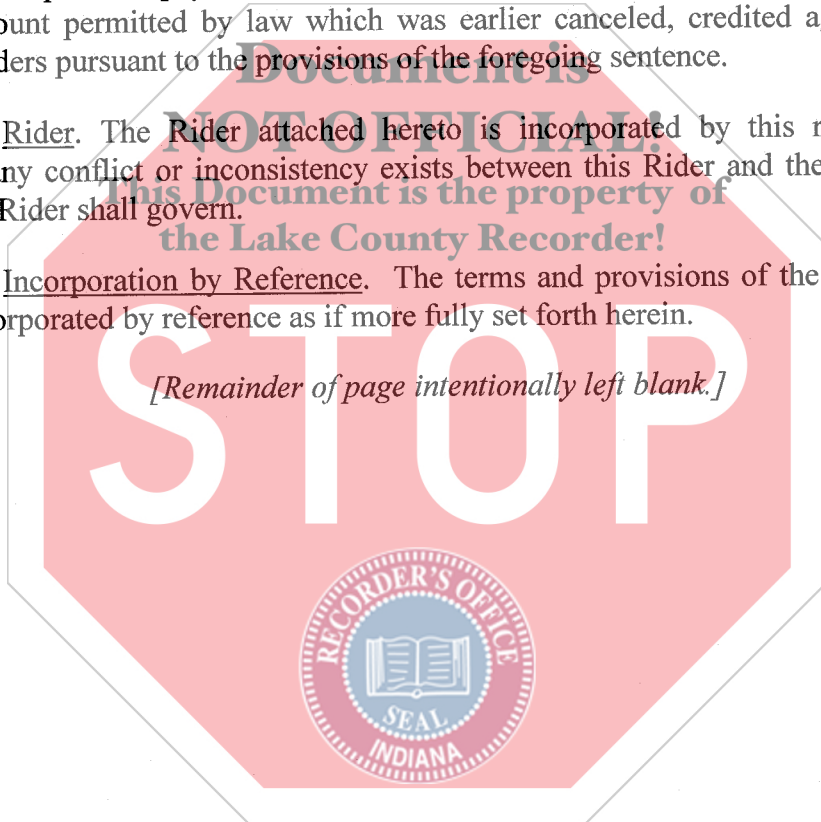 ount permitted by law which was earlier canceled, credited a
ders pursuant to the provisions of the foregoing sentence.
Document is
NOT OFFICIAL!
Rider. The Rider attached hereto is incorporated by this r
ny conflict or inconsistency exists between this Rider and the
This Document is the property of
Rider shall govern.
the Lake County Recorder!
Incorporation by Reference. The terms and provisions of the
orporated by reference as if more fully set forth herein.
STOP
[Remainder of page intentionally left blank.]
RECORDER'S OFFICE
SEAL
INDIANA